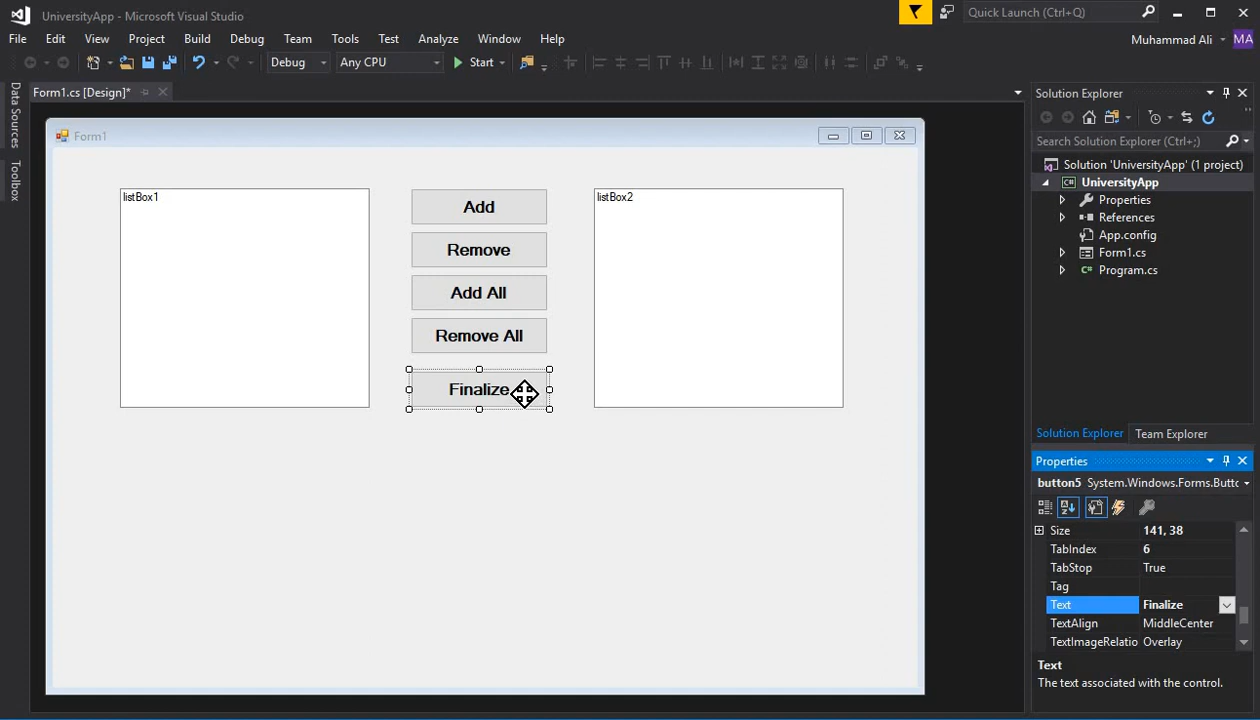 UniversityApp - Microsoft Visual Studio
Quick Launch (Ctrl+Q)
File Edit View Project Build Debug Team Tools Test Analyze Window Help
Muhammad Ali MA
Debug Any CPU Start
Data Sources
Toolbox
Form1.cs [Design]*
Form1
listBox1
Add
Remove
Add All
Remove All
Finalize
listBox2
Solution Explorer
Search Solution Explorer (Ctrl+;)
Solution 'UniversityApp' (1 project)
C# UniversityApp
Properties
References
App.config
Form1.cs
C# Program.cs
Solution Explorer Team Explorer
Properties
button5 System.Windows.Forms.Buttc
Size 141, 38
TabIndex 6
TabStop True
Tag
Text Finalize
TextAlign MiddleCenter
TextImageRelatio Overlay
Text
The text associated with the control.